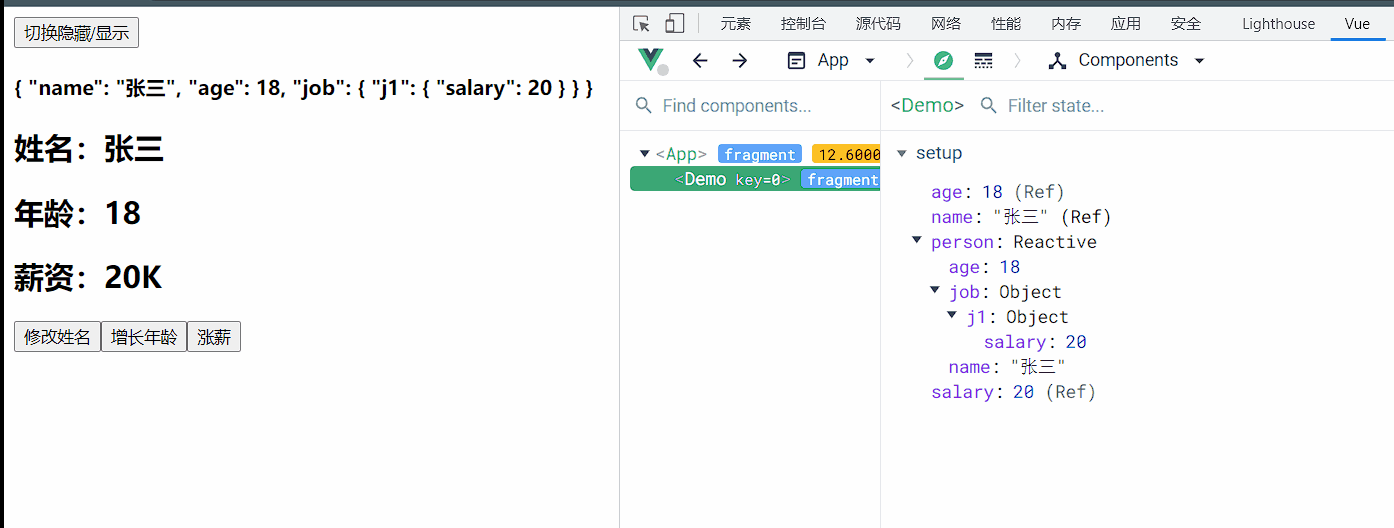 切换隐藏/显示
{ "name": "张三", "age": 18, "job": { "j1": { "salary": 20 } } }
姓名：张三
年龄：18
薪资：20K
修改姓名 增长年龄 涨薪
元素 控制台 源代码 网络 性能 内存 应用 安全 Lighthouse Vue
App Components
Find components...
<App> fragment 12.6000
<Demo key=0> fragment
<Demo> Filter state...
setup
age: 18 (Ref)
name: "张三" (Ref)
person: Reactive
age: 18
job: Object
j1: Object
salary: 20
name: "张三"
salary: 20 (Ref)